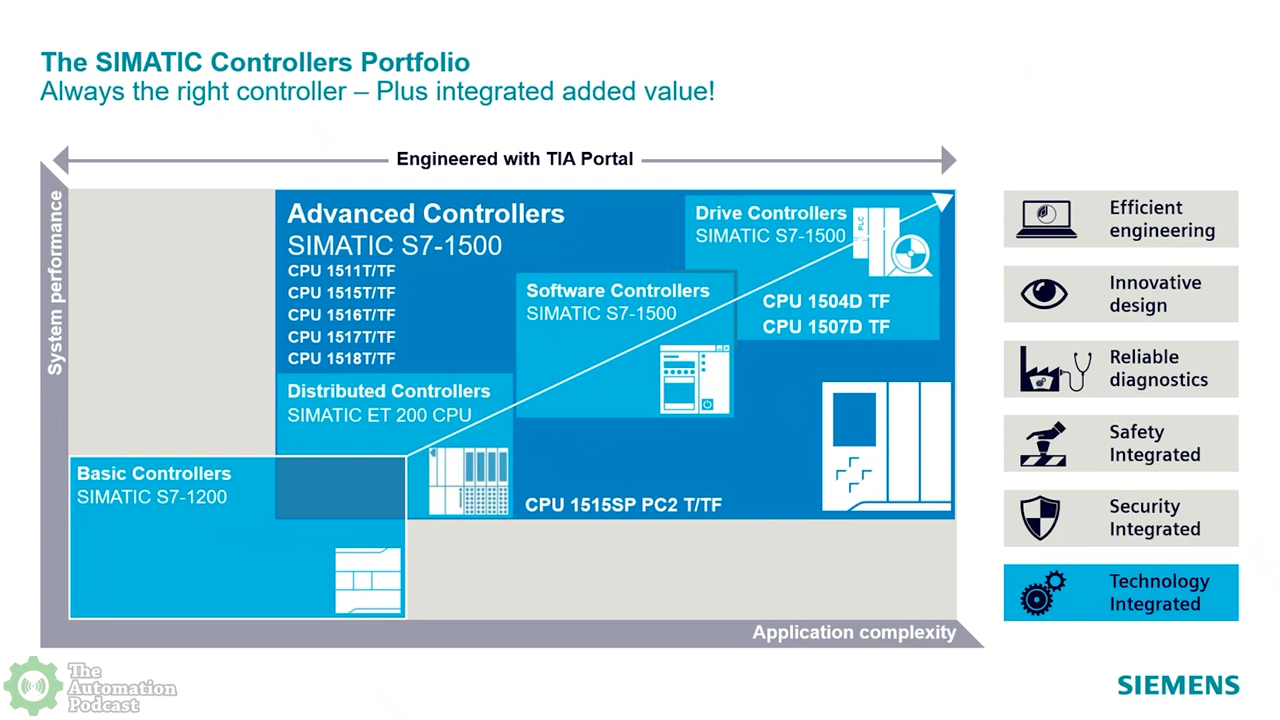 The SIMATIC Controllers Portfolio
Always the right controller – Plus integrated added value!
Engineered with TIA Portal
System performance
Advanced Controllers
SIMATIC S7-1500
CPU 1511T/TF
CPU 1515T/TF
CPU 1516T/TF
CPU 1517T/TF
CPU 1518T/TF
Drive Controllers
SIMATIC S7-1500
PLC
CPU 1504D TF
CPU 1507D TF
Software Controllers
SIMATIC S7-1500
Distributed Controllers
SIMATIC ET 200 CPU
CPU 1515SP PC2 T/TF
Basic Controllers
SIMATIC S7-1200
Application complexity
Efficient
engineering
Innovative
design
Reliable
diagnostics
Safety
Integrated
Security
Integrated
Technology
Integrated
The
Automation
Podcast
SIEMENS